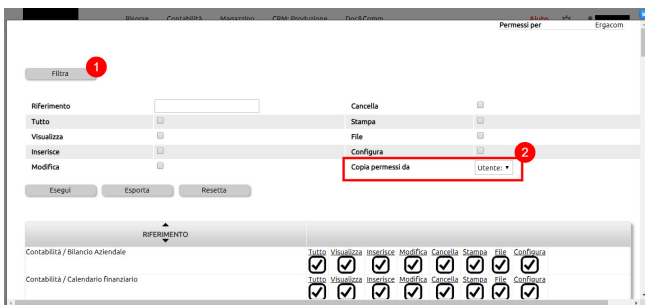 Risorse Contabilità Magazzino CRM: Produzione Doc&Comm Aiuto
Permessi per Ergacom
Filtra 1
Riferimento Cancella
Tutto Stampa
Visualizza File
Inserisce Configura
2
Modifica Copia permessi da Utente:
Esegui Esporta Resetta
RIFERIMENTO
Contabilità / Bilancio Aziendale Tutto Visualizza Inserisce Modifica Cancella Stampa File Configura
Contabilità / Calendario finanziario Tutto Visualizza Inserisce Modifica Cancella Stampa File Configura